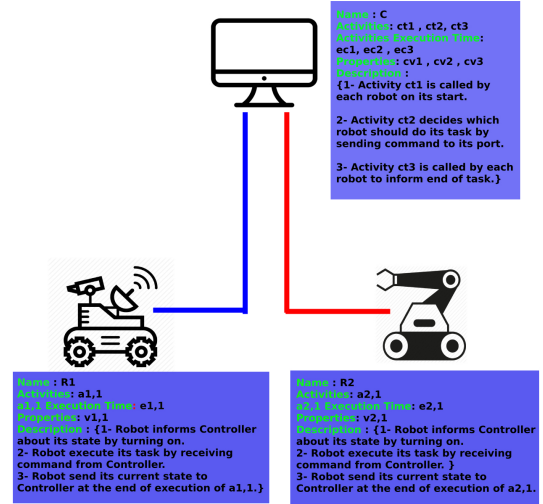 Name : C
Activities: ct1 , ct2, ct3
Activities Execution Time:
ec1, ec2 , ec3
Properties: cv1 , cv2 , cv3
Description :
{1- Activity ct1 is called by
each robot on its start.
2- Activity ct2 decides which
robot should do its task by
sending command to its port.
3- Activity ct3 is called by each
robot to inform end of task.}
Name : R1
Activities: a1,1
a1,1 Execution Time: e1,1
Properties: v1,1
Description : {1- Robot informs Controller
about its state by turning on.
2- Robot execute its task by receiving
command from Controller.
3- Robot send its current state to
Controller at the end of execution of a1,1.}
Name : R2
Activities: a2,1
a2,1 Execution Time: e2,1
Properties: v2,1
Description : {1- Robot informs Controller
about its state by turning on.
2- Robot execute its task by receiving
command from Controller. }
3- Robot send its current state to
Controller at the end of execution of a2,1.